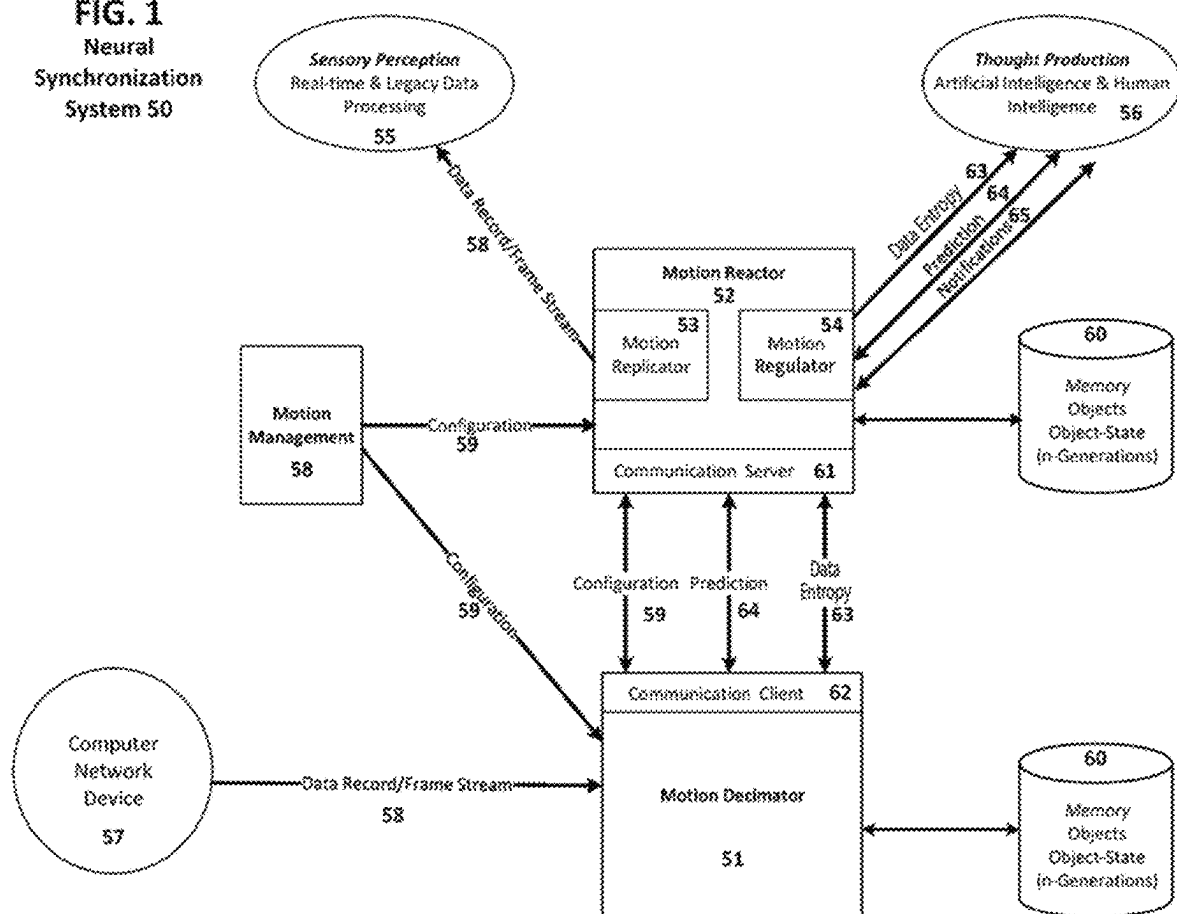 FIG. 1
Neural
Synchronization
System 50
Sensory Perception
Real-time & Legacy Data
Processing
55
Thought Production
Artificial Intelligence & Human
Intelligence 56
Data Record/Frame Stream
58
Data Entropy 63
Prediction 64
Notifications 65
Motion Reactor
52
53
Motion
Replicator
54
Motion
Regulator
Communication Server 61
60
Memory
Objects
Object-State
(n-Generations)
Motion
Management
58
Configuration
59
Configuration
59
Configuration
59
Prediction
64
Data
Entropy
63
Communication Client 62
Computer
Network
Device
57
Data Record/Frame Stream
58
Motion Decimator
51
60
Memory
Objects
Object-State
(n-Generations)